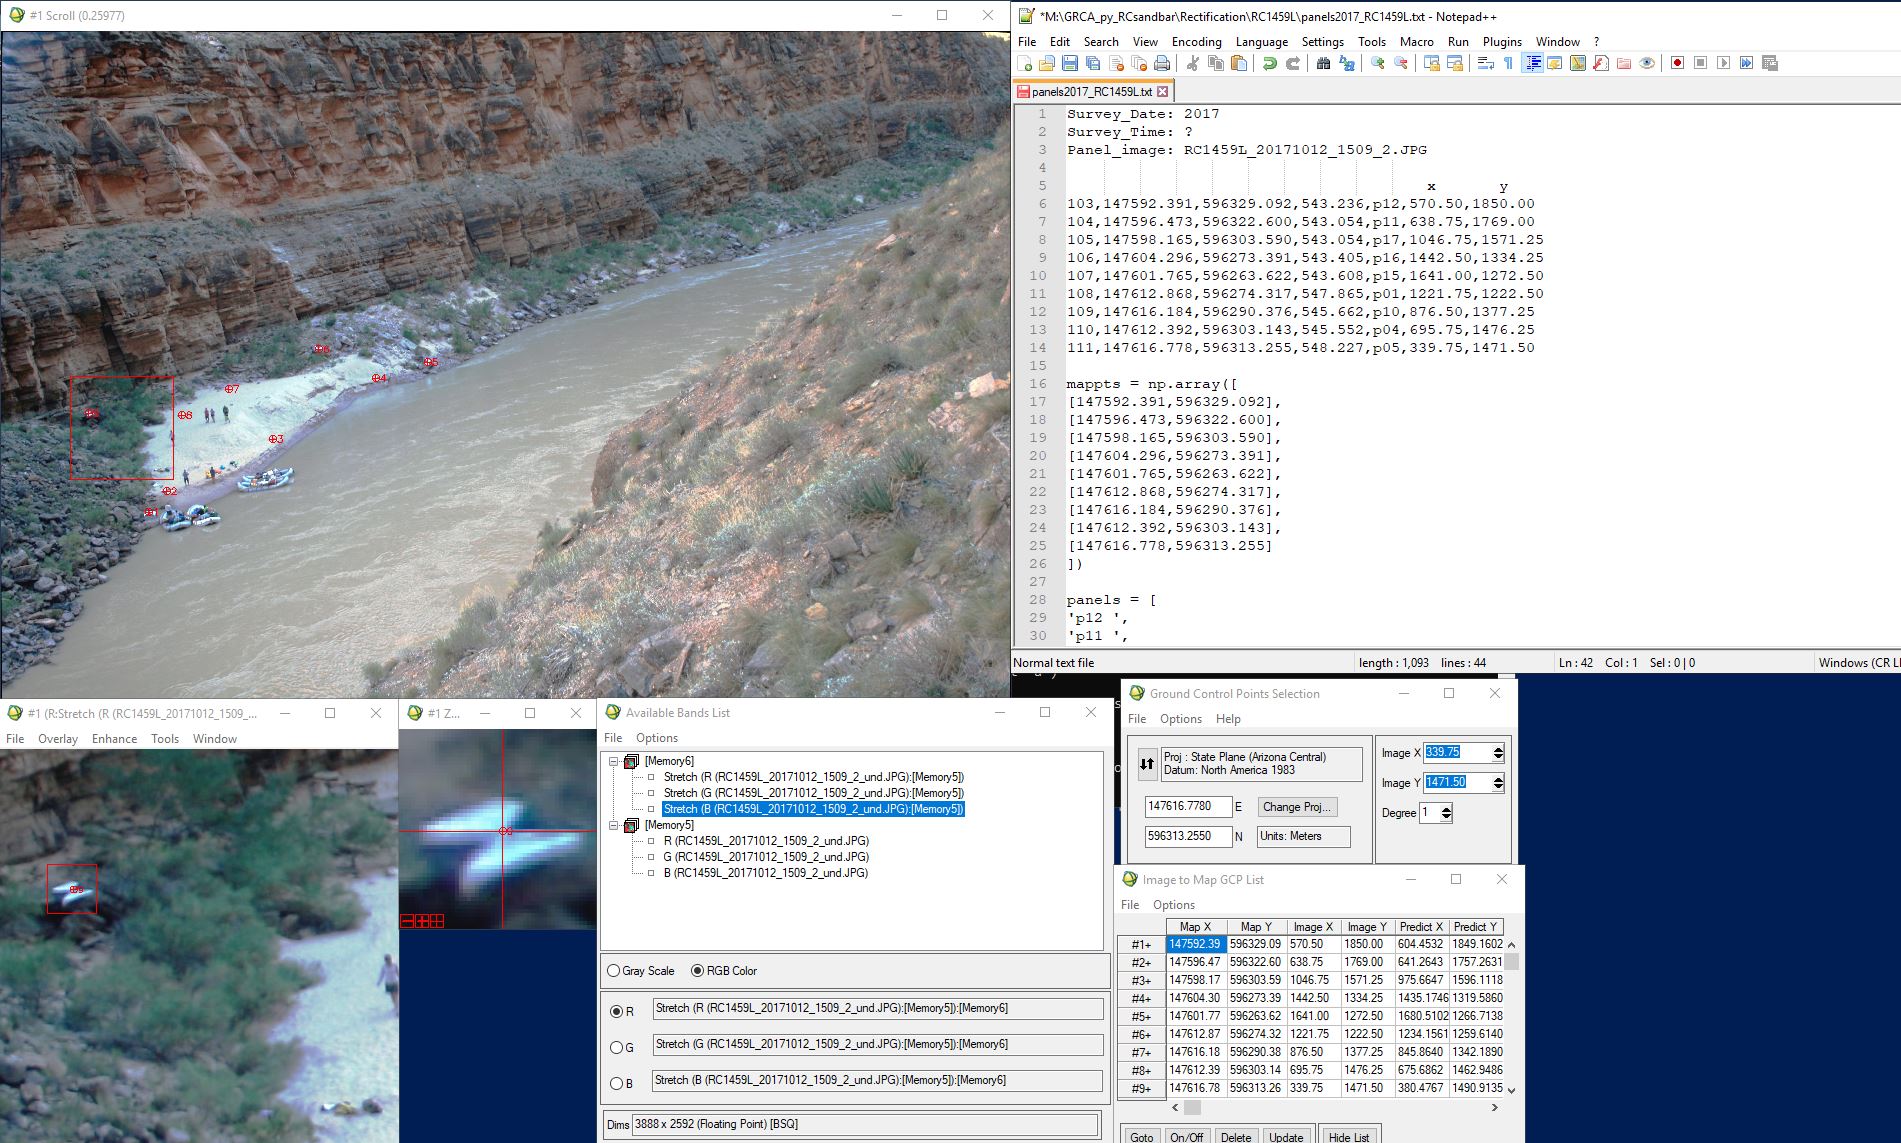 #1 Scroll (0.25977)
6
7
4
5
8
3
2
1
*M:\GRCA_py_RCsandbar\Rectification\RC1459L\panels2017_RC1459L.txt - Notepad++
File Edit Search View Encoding Language Settings Tools Macro Run Plugins Window ?
panels2017_RC1459L.txt
1 Survey_Date: 2017
2 Survey_Time: ?
3 Panel_image: RC1459L_20171012_1509_2.JPG
4
5 x y
6 103,147592.391,596329.092,543.236,p12,570.50,1850.00
7 104,147596.473,596322.600,543.054,p11,638.75,1769.00
8 105,147598.165,596303.590,543.054,p17,1046.75,1571.25
9 106,147604.296,596273.391,543.405,p16,1442.50,1334.25
10 107,147601.765,596263.622,543.608,p15,1641.00,1272.50
11 108,147612.868,596274.317,547.865,p01,1221.75,1222.50
12 109,147616.184,596290.376,545.662,p10,876.50,1377.25
13 110,147612.392,596303.143,545.552,p04,695.75,1476.25
14 111,147616.778,596313.255,548.227,p05,339.75,1471.50
15
16 mappts = np.array([
17 [147592.391,596329.092],
18 [147596.473,596322.600],
19 [147598.165,596303.590],
20 [147604.296,596273.391],
21 [147601.765,596263.622],
22 [147612.868,596274.317],
23 [147616.184,596290.376],
24 [147612.392,596303.143],
25 [147616.778,596313.255]
26 ])
27
28 panels = [
29 'p12 ',
30 'p11 ',
Normal text file length : 1,093 lines : 44 Ln : 42 Col : 1 Sel : 0 | 0 Windows (CR L
#1 (R:Stretch (R (RC1459L_20171012_1509_...
File Overlay Enhance Tools Window
#1 Z...
Available Bands List
File Options
[Memory6]
Stretch (R (RC1459L_20171012_1509_2_und.JPG):[Memory5])
Stretch (G (RC1459L_20171012_1509_2_und.JPG):[Memory5])
Stretch (B (RC1459L_20171012_1509_2_und.JPG):[Memory5])
[Memory5]
R (RC1459L_20171012_1509_2_und.JPG)
G (RC1459L_20171012_1509_2_und.JPG)
B (RC1459L_20171012_1509_2_und.JPG)
Gray Scale RGB Color
R Stretch (R (RC1459L_20171012_1509_2_und.JPG):[Memory5]):[Memory6]
G Stretch (G (RC1459L_20171012_1509_2_und.JPG):[Memory5]):[Memory6]
B Stretch (B (RC1459L_20171012_1509_2_und.JPG):[Memory5]):[Memory6]
Dims 3888 x 2592 (Floating Point) [BSQ]
Ground Control Points Selection
File Options Help
Proj : State Plane (Arizona Central)
Datum: North America 1983
147616.7780 E Change Proj...
596313.2550 N Units: Meters
Image X 339.75
Image Y 1471.50
Degree 1
Image to Map GCP List
File Options
Map X Map Y Image X Image Y Predict X Predict Y
#1+ 147592.39 596329.09 570.50 1850.00 604.4532 1849.1602
#2+ 147596.47 596322.60 638.75 1769.00 641.2643 1757.2631
#3+ 147598.17 596303.59 1046.75 1571.25 975.6647 1596.1118
#4+ 147604.30 596273.39 1442.50 1334.25 1435.1746 1319.5860
#5+ 147601.77 596263.62 1641.00 1272.50 1680.5102 1266.7138
#6+ 147612.87 596274.32 1221.75 1222.50 1234.1561 1259.6140
#7+ 147616.18 596290.38 876.50 1377.25 845.8640 1342.1890
#8+ 147612.39 596303.14 695.75 1476.25 675.6862 1462.9486
#9+ 147616.78 596313.26 339.75 1471.50 380.4767 1490.9135
Goto On/Off Delete Update Hide List